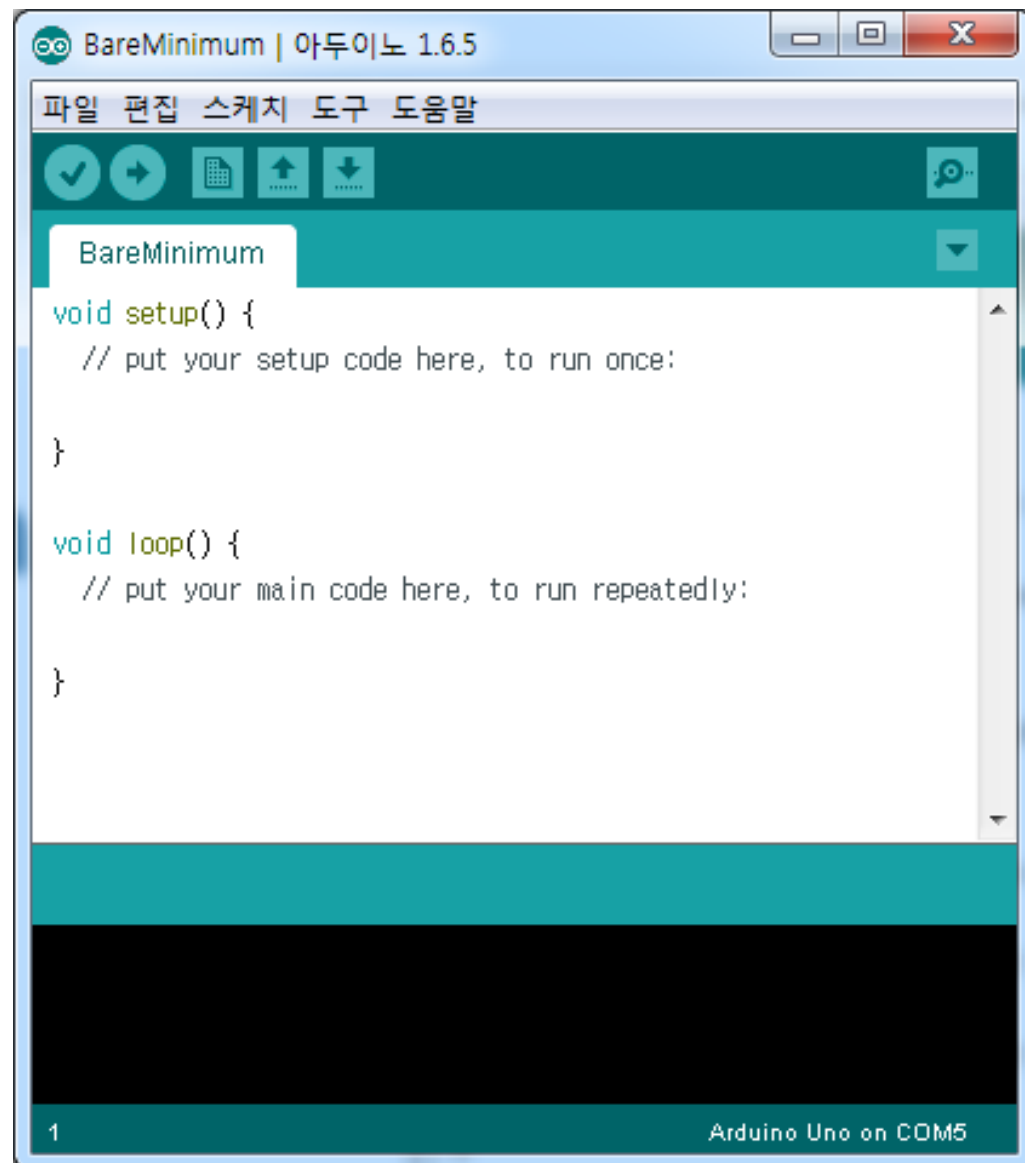 BareMinimum | 아두이노 1.6.5
파일 편집 스케치 도구 도움말
BareMinimum
void setup() {
  // put your setup code here, to run once:
}
void loop() {
  // put your main code here, to run repeatedly:
}
1 Arduino Uno on COM5